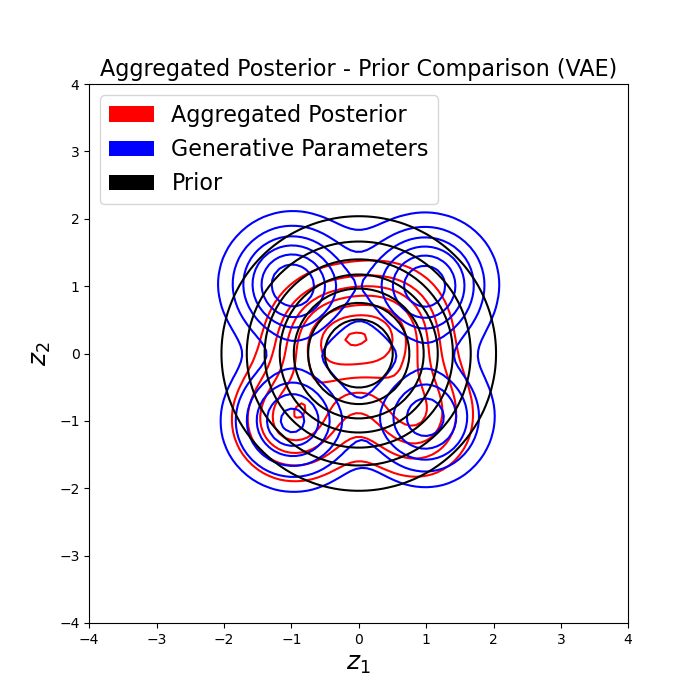 Aggregated Posterior - Prior Comparison (VAE)
Aggregated Posterior
Generative Parameters
Prior
4
3
2
1
0
−1
−2
−3
−4
z2
−4 −3 −2 −1 0 1 2 3 4
z1